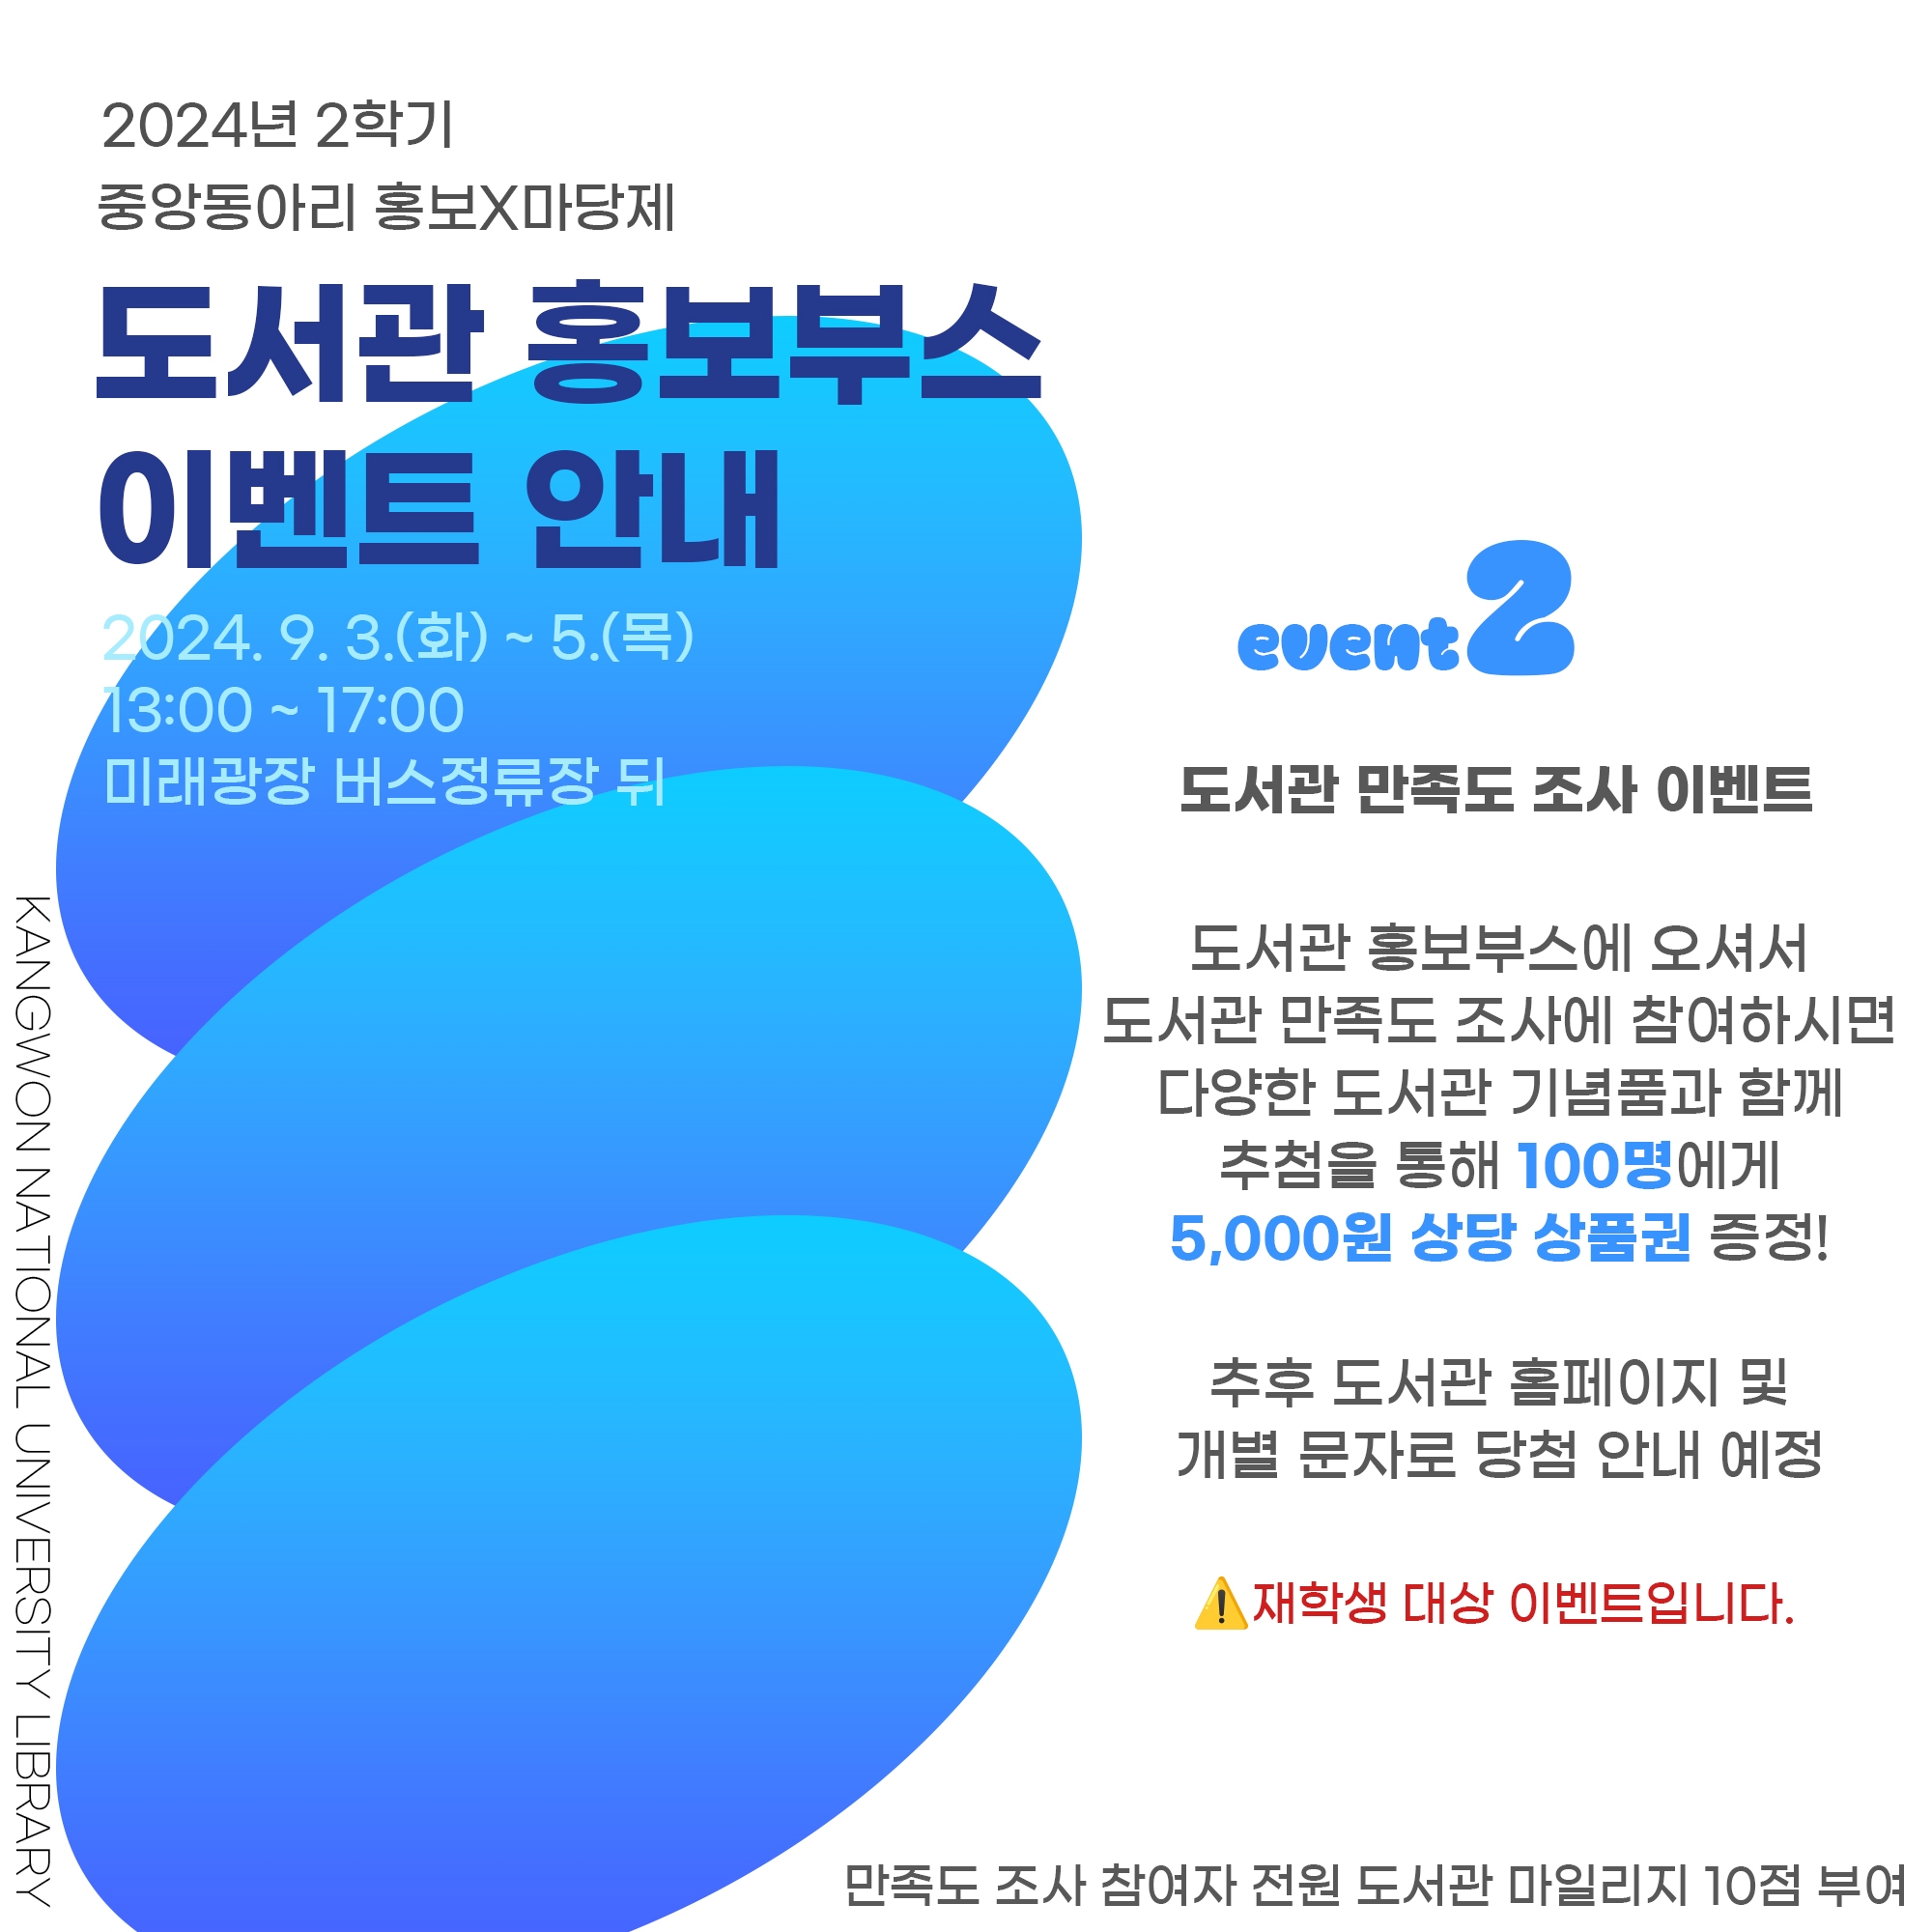 2024년 2학기
중앙동아리 홍보X마당제
도서관 홍보부스
이벤트 안내
2024. 9. 3.(화) ~ 5.(목)
13:00 ~ 17:00
미래광장 버스정류장 뒤
KANGWON NATIONAL UNIVERSITY LIBRARY
event2
도서관 만족도 조사 이벤트
도서관 홍보부스에 오셔서
도서관 만족도 조사에 참여하시면
다양한 도서관 기념품과 함께
추첨을 통해 100명에게
5,000원 상당 상품권 증정!
추후 도서관 홈페이지 및
개별 문자로 당첨 안내 예정
⚠️재학생 대상 이벤트입니다.
만족도 조사 참여자 전원 도서관 마일리지 10점 부여